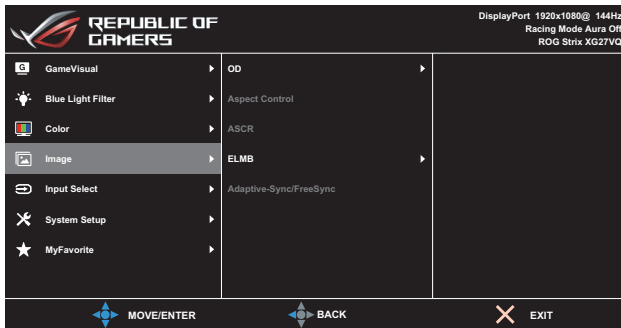 REPUBLIC OF
GAMERS
DisplayPort 1920x1080@ 144Hz
Racing Mode Aura Off
ROG Strix XG27VQ
G GameVisual
Blue Light Filter
Color
Image
Input Select
System Setup
MyFavorite
OD
Aspect Control
ASCR
ELMB
Adaptive-Sync/FreeSync
MOVE/ENTER
BACK
EXIT